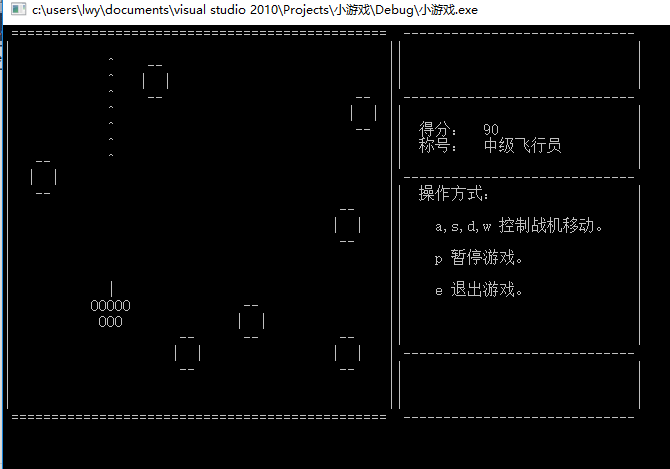 c:\users\lwy\documents\visual studio 2010\Projects\小游戏\Debug\小游戏.exe
得分： 90
称号： 中级飞行员
操作方式：
a,s,d,w 控制战机移动。
p 暂停游戏。
e 退出游戏。
OOOOO
OOO